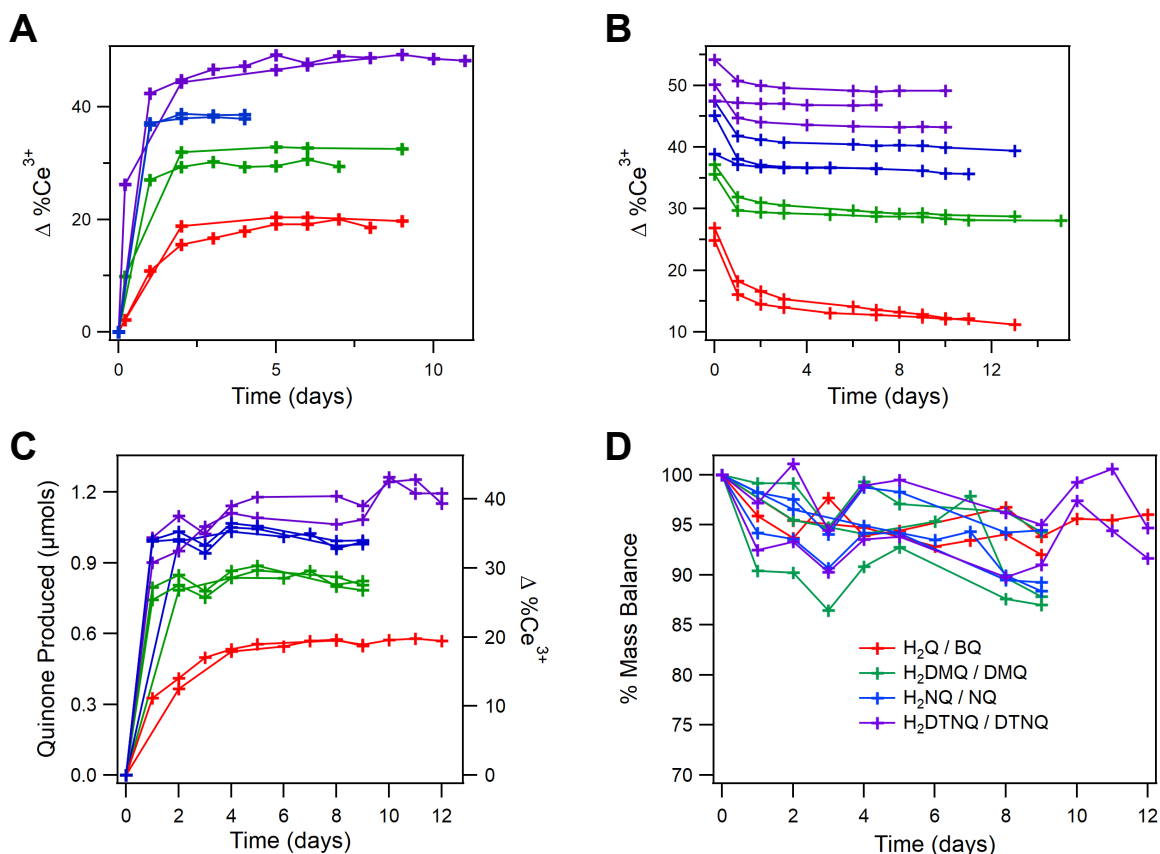 A
Δ %Ce³⁺
40
20
0
0
5
10
Time (days)
B
Δ %Ce³⁺
50
40
30
20
10
0
4
8
12
Time (days)
C
Quinone Produced (µmols)
1.2
0.9
0.6
0.3
0.0
40
30
20
10
0
Δ %Ce³⁺
0
2
4
6
8
10
12
Time (days)
D
% Mass Balance
100
95
90
85
80
75
70
H₂Q / BQ
H₂DMQ / DMQ
H₂NQ / NQ
H₂DTNQ / DTNQ
0
2
4
6
8
10
12
Time (days)